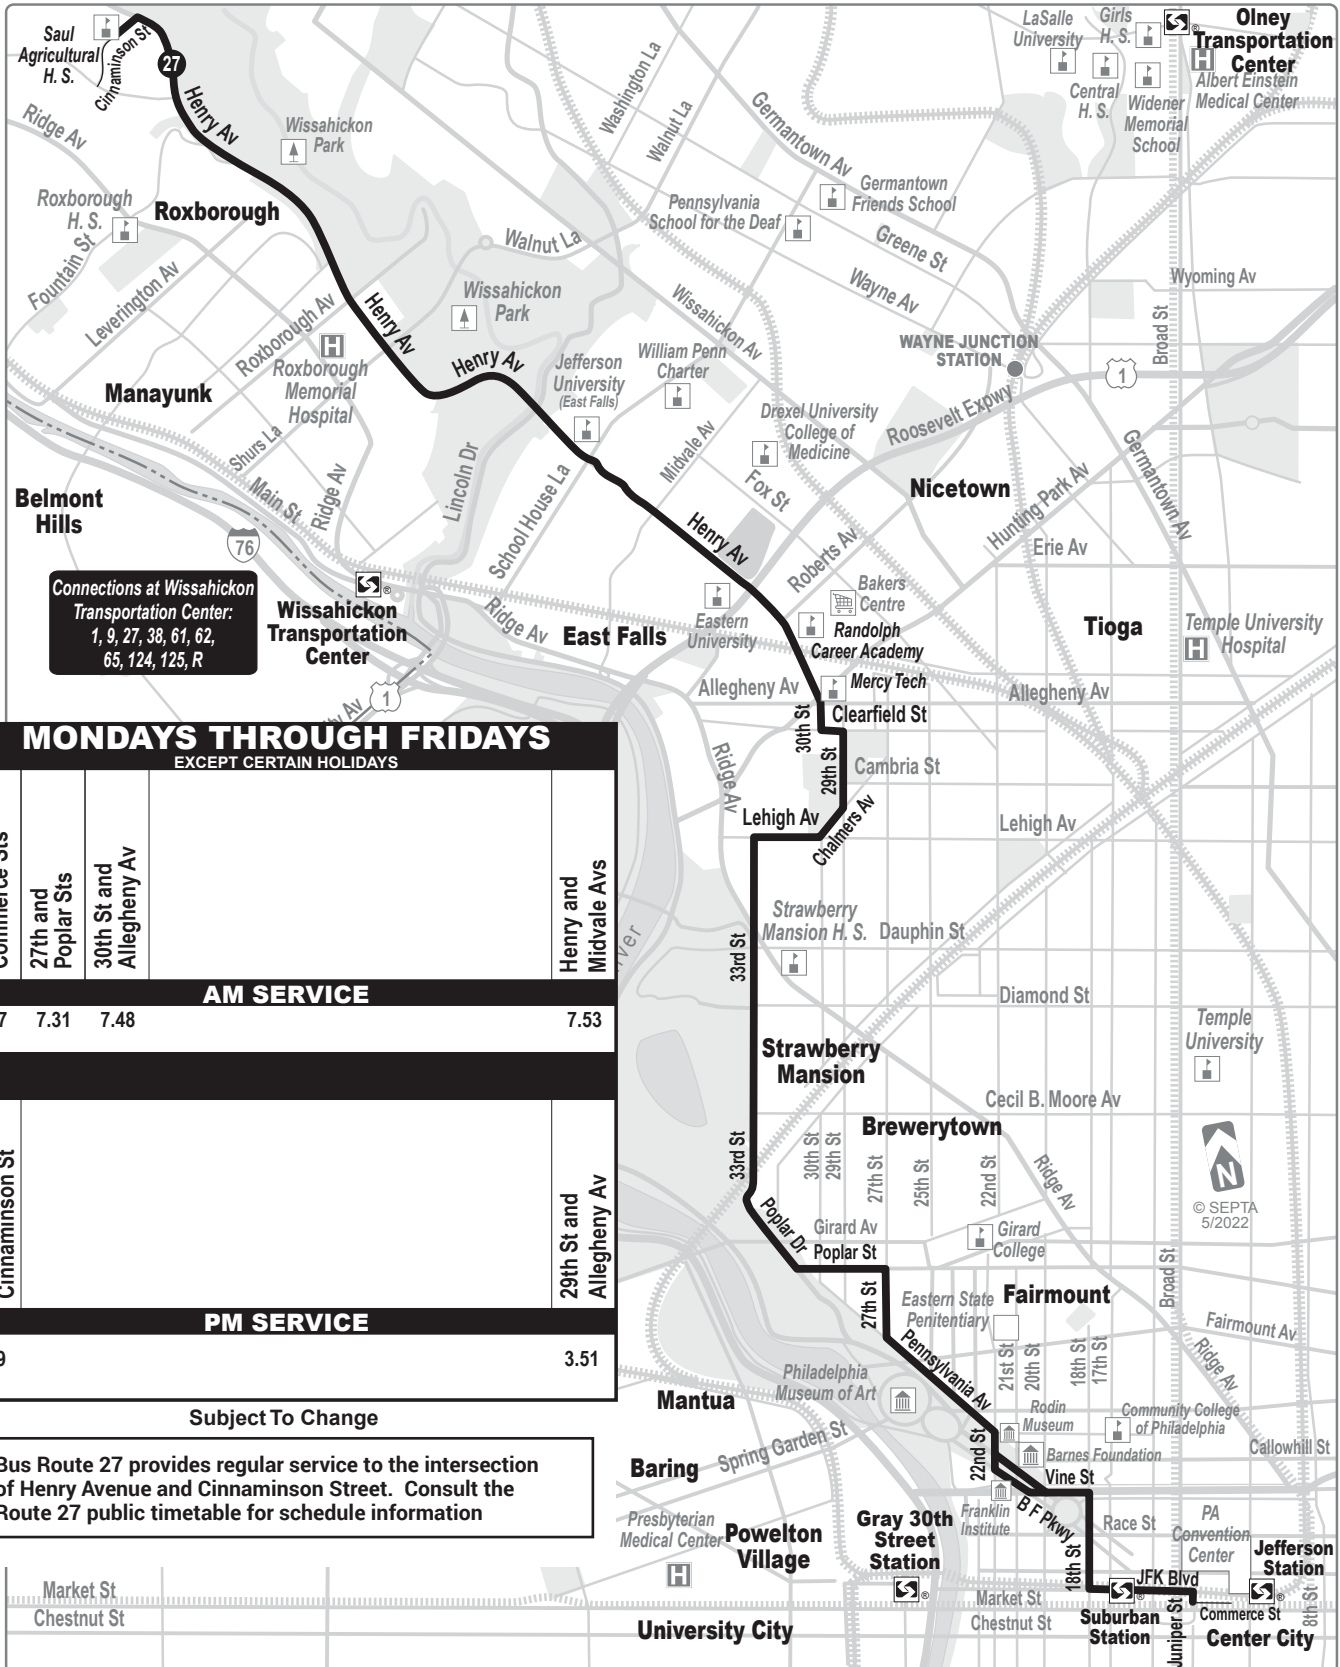 Saul
Agricultural
H. S.
Cinnaminson St
27
Henry Av
Ridge Av
Wissahickon
Park
Washington La
Walnut La
Germantown Av
LaSalle
University
Girls
H. S.
Central
H. S.
Widener
Memorial
School
Olney
Transportation
Center
Albert Einstein
Medical Center
Roxborough
H. S.
Roxborough
Fountain St
Leverington Av
Pennsylvania
School for the Deaf
Germantown
Friends School
Greene St
Wayne Av
Walnut La
Wyoming Av
Broad St
Henry Av
Wissahickon
Park
Wissahickon Av
Roxborough Av
Roxborough
Memorial
Hospital
Henry Av
Jefferson
University
(East Falls)
William Penn
Charter
WAYNE JUNCTION
STATION
1
Manayunk
Drexel University
College of
Medicine
Roosevelt Expwy
Shurs La
Main St
Ridge Av
Lincoln Dr
School House La
Midvale Av
Fox St
Nicetown
Hunting Park Av
Germantown Av
Belmont
Hills
76
Henry Av
Roberts Av
Erie Av
Connections at Wissahickon
Transportation Center:
1, 9, 27, 38, 61, 62,
65, 124, 125, R
Wissahickon
Transportation
Center
Ridge Av
East Falls
Eastern
University
Bakers
Centre
Randolph
Career Academy
Tioga
Temple University
Hospital
1
Allegheny Av
Mercy Tech
Allegheny Av
30th St
Clearfield St
Ridge Av
29th St
Cambria St
Lehigh Av
Chalmers Av
Lehigh Av
MONDAYS THROUGH FRIDAYS
EXCEPT CERTAIN HOLIDAYS
27th and
Poplar Sts
30th St and
Allegheny Av
Henry and
Midvale Avs
AM SERVICE
7.31 7.48 7.53
Cinnaminson St
29th St and
Allegheny Av
PM SERVICE
3.51
Subject To Change
Bus Route 27 provides regular service to the intersection
of Henry Avenue and Cinnaminson Street. Consult the
Route 27 public timetable for schedule information
Strawberry
Mansion H. S.
Dauphin St
33rd St
Diamond St
Temple
University
Strawberry
Mansion
Cecil B. Moore Av
Brewerytown
33rd St
30th St
29th St
27th St
25th St
22nd St
Ridge Av
N
© SEPTA
5/2022
Poplar Dr
Girard Av
Poplar St
Girard
College
Broad St
27th St
Eastern State
Penitentiary
Fairmount
Fairmount Av
Pennsylvania Av
21st St
20th St
18th St
17th St
Ridge Av
Philadelphia
Museum of Art
Mantua
Rodin
Museum
Community College
of Philadelphia
Spring Garden St
22nd St
Barnes Foundation
Callowhill St
Baring
Vine St
Franklin
Institute
B F Pkwy
Presbyterian
Medical Center
Powelton
Village
Gray 30th
Street
Station
Race St
PA
Convention
Center
Jefferson
Station
18th St
JFK Blvd
Market St
Chestnut St
Market St
Chestnut St
Suburban
Station
Juniper St
Commerce St
8th St
University City
Center City